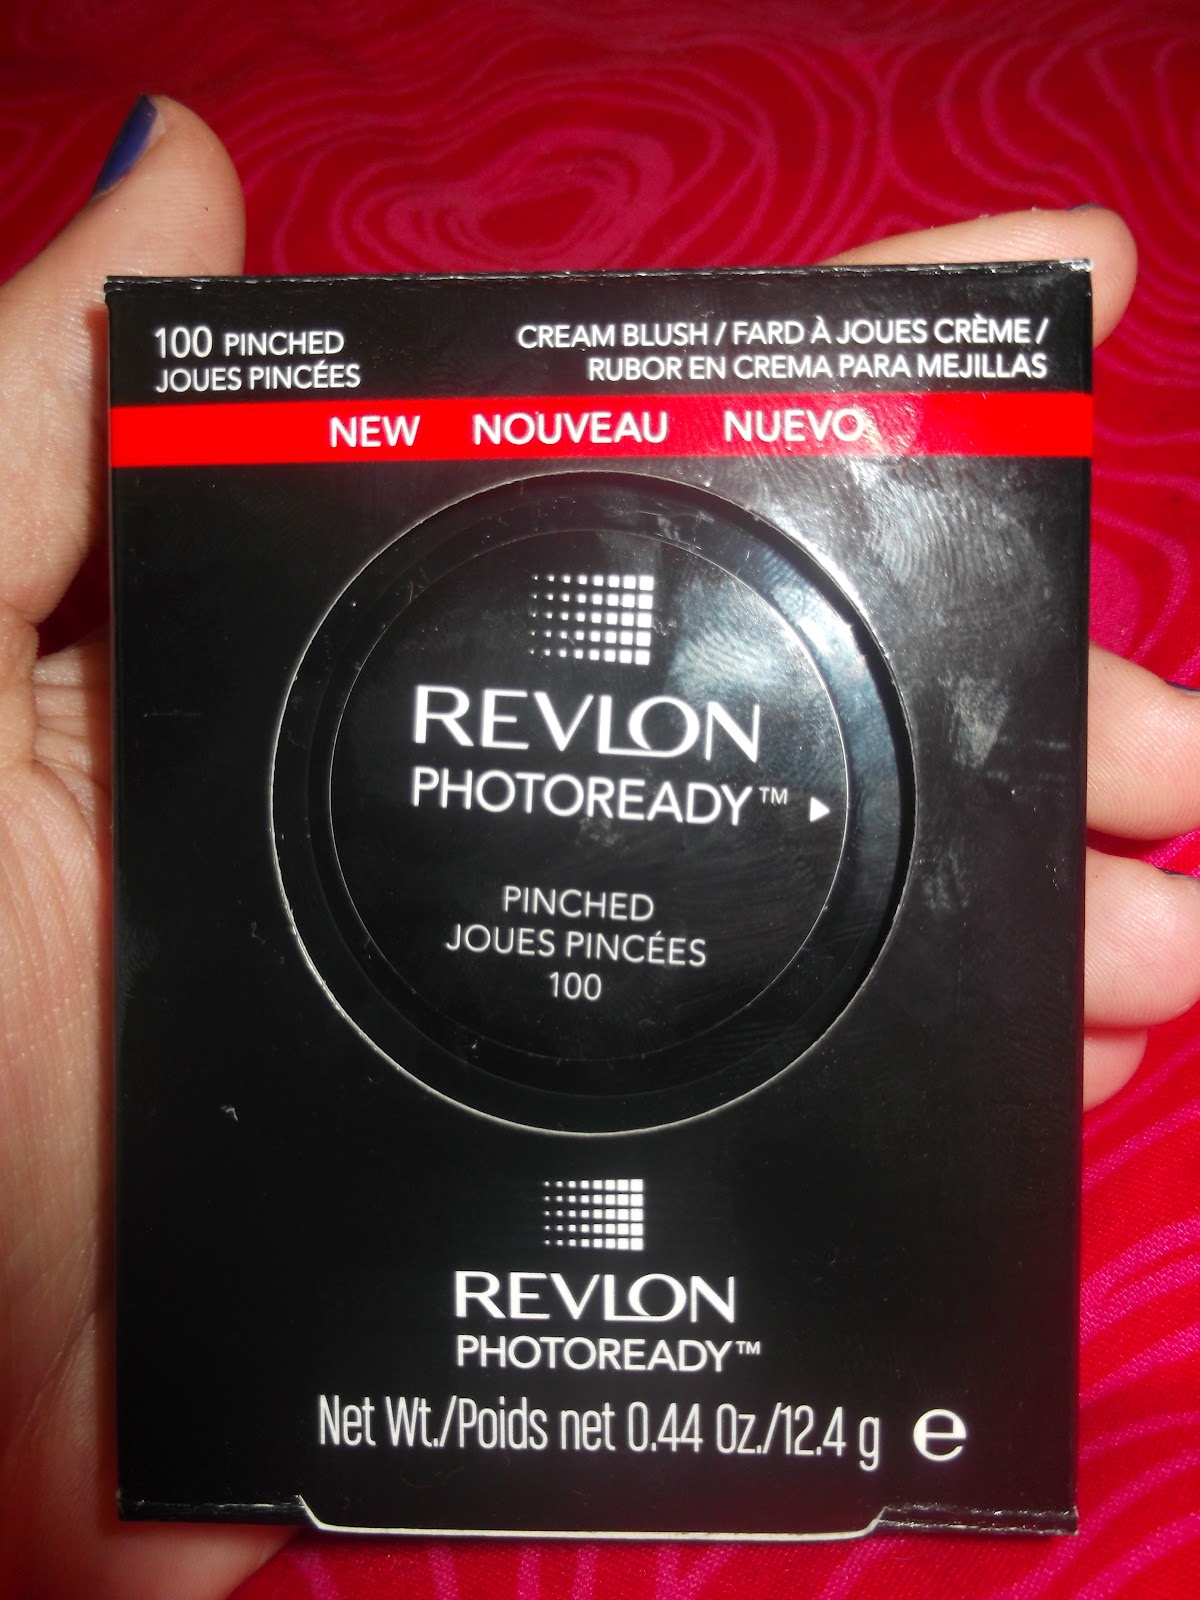 100 PINCHED
JOUES PINCÉES
CREAM BLUSH / FARD À JOUES CRÈME /
RUBOR EN CREMA PARA MEJILLAS
NEW NOUVEAU NUEVO
REVLON
PHOTOREADY™
PINCHED
JOUES PINCÉES
100
REVLON
PHOTOREADY™
Net Wt./Poids net 0.44 Oz./12.4 g ℮